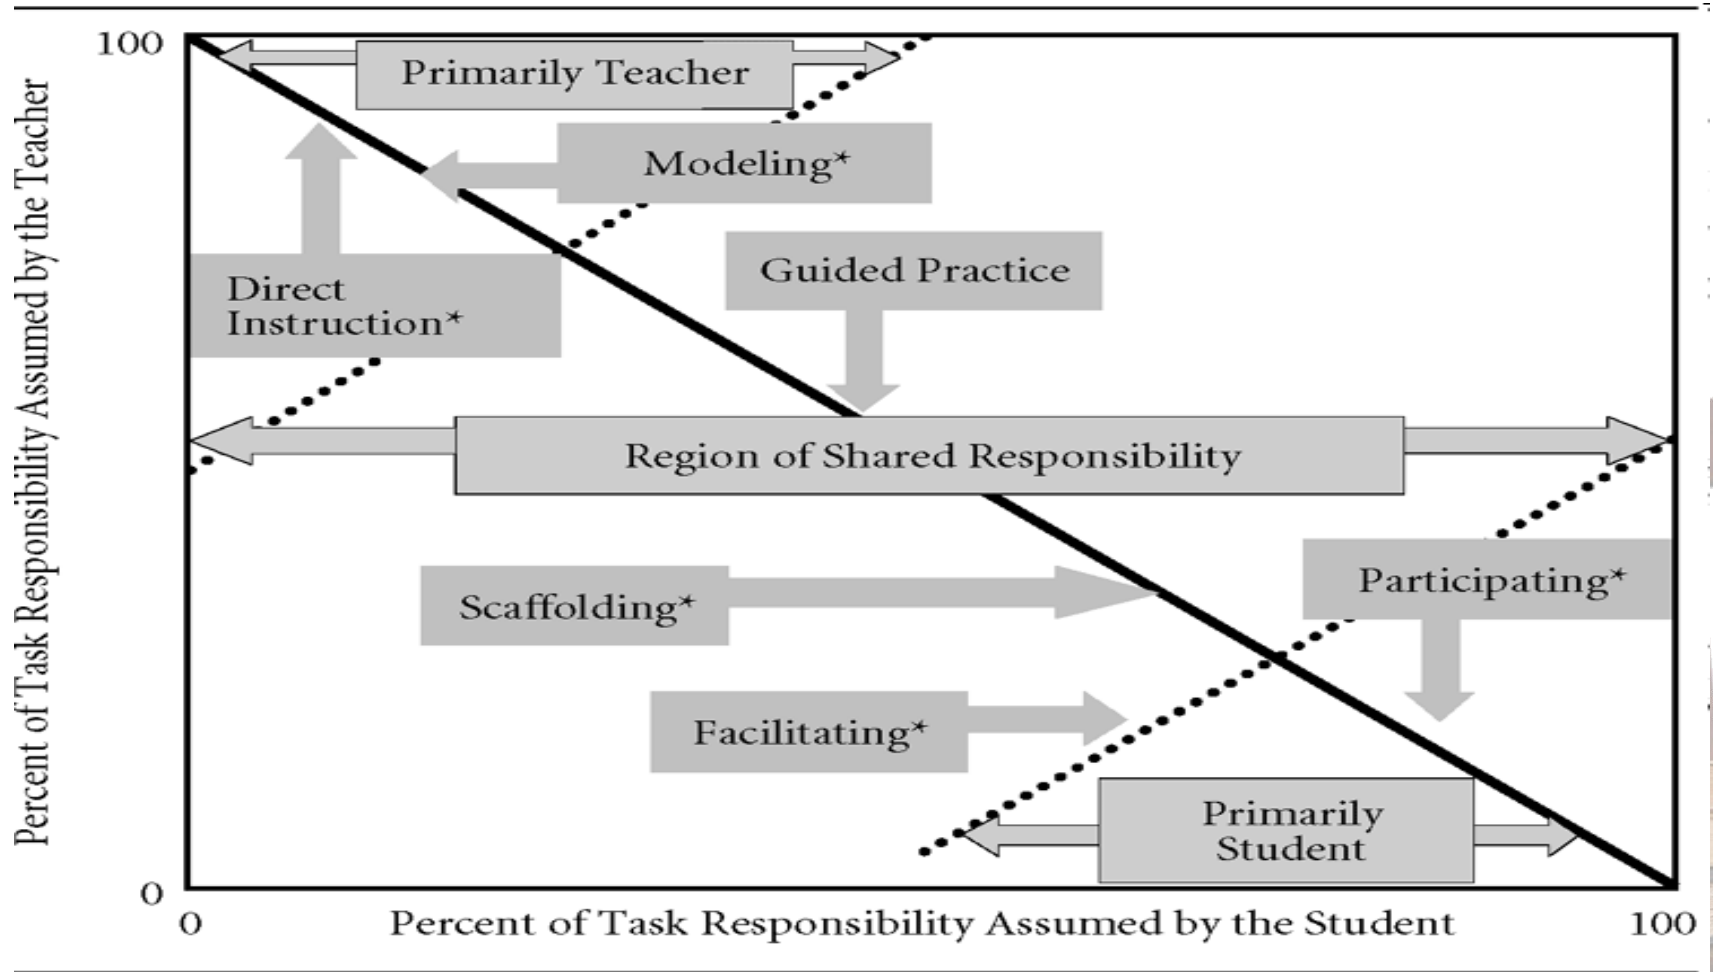 100
Primarily Teacher
Modeling*
Guided Practice
Direct
Instruction*
Region of Shared Responsibility
Participating*
Scaffolding*
Facilitating*
Primarily
Student
Percent of Task Responsibility Assumed by the Teacher
0
0
Percent of Task Responsibility Assumed by the Student
100